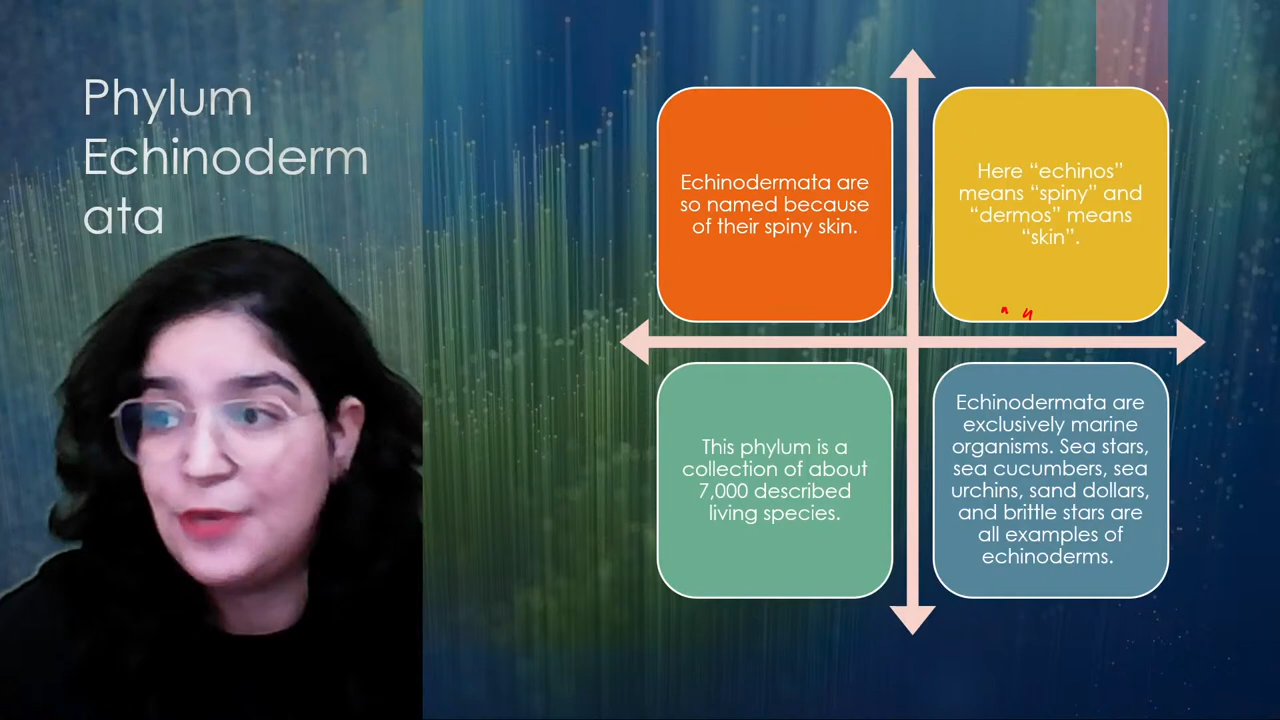 Phylum
Echinoderm
ata
Echinodermata are
so named because
of their spiny skin.
Here “echinos”
means “spiny” and
“dermos” means
“skin”.
This phylum is a
collection of about
7,000 described
living species.
Echinodermata are
exclusively marine
organisms. Sea stars,
sea cucumbers, sea
urchins, sand dollars,
and brittle stars are
all examples of
echinoderms.